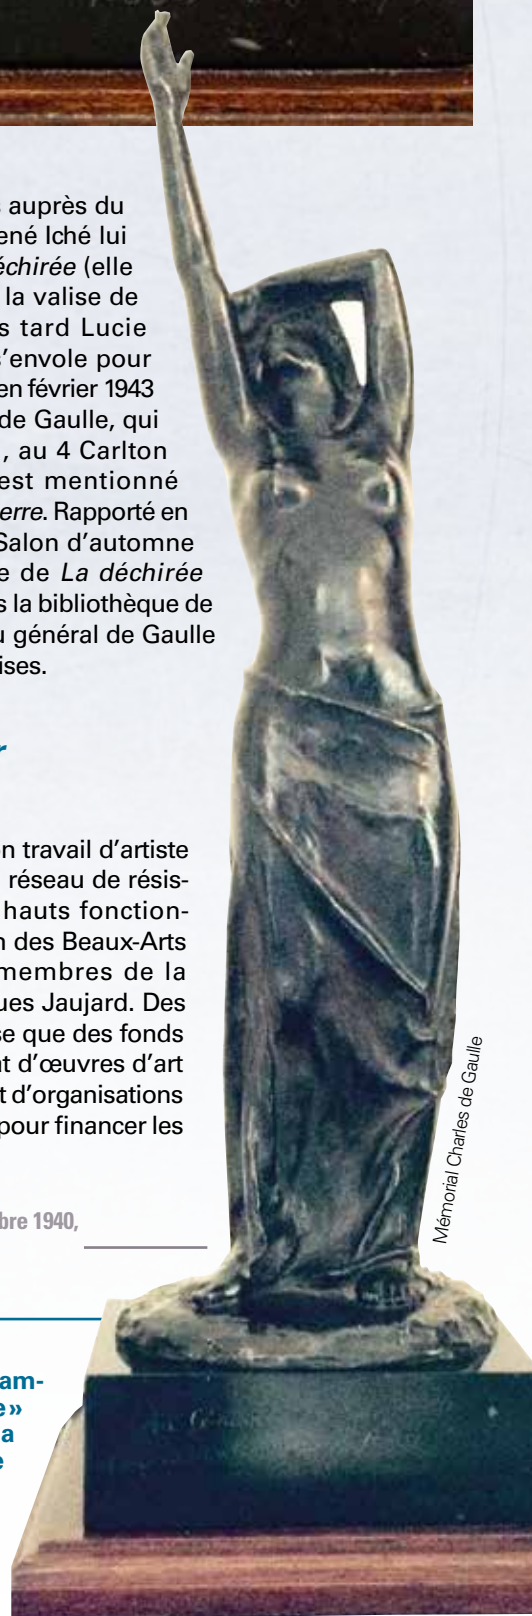 auprès du
ené Iché lui
échirée (elle
la valise de
s tard Lucie
s'envole pour
en février 1943
de Gaulle, qui
, au 4 Carlton
est mentionné
erre. Rapporté en
Salon d'automne
e de La déchirée
s la bibliothèque de
u général de Gaulle
ises.
r
n travail d'artiste
réseau de résis-
hauts fonction-
n des Beaux-Arts
membres de la
ues Jaujard. Des
se que des fonds
t d'œuvres d'art
t d'organisations
pour financer les
Mémorial Charles de Gaulle
bre 1940,
am-
e»
a
e